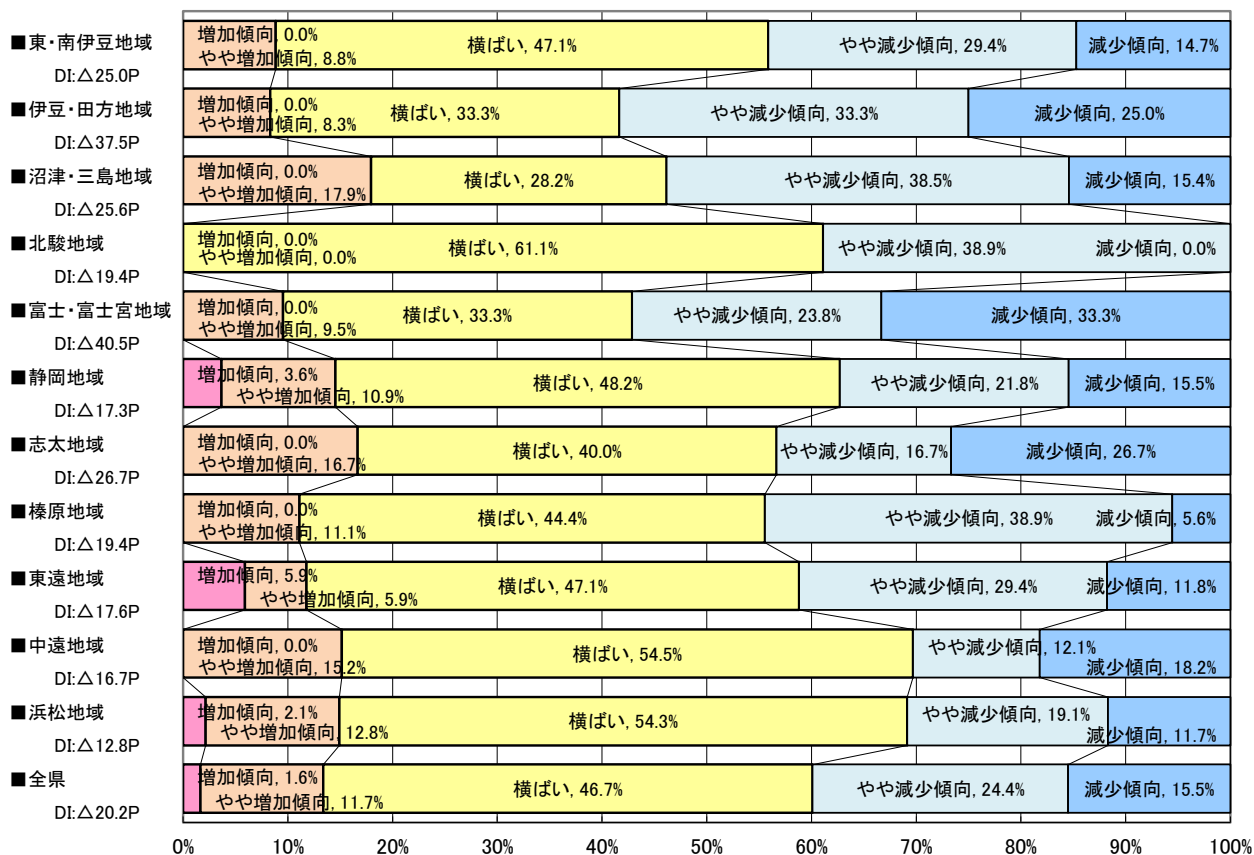 ■東・南伊豆地域
DI:△25.0P
増加傾向, 0.0%
やや増加傾向, 8.8%
横ばい, 47.1%
やや減少傾向, 29.4%
減少傾向, 14.7%
■伊豆・田方地域
DI:△37.5P
増加傾向, 0.0%
やや増加傾向, 8.3%
横ばい, 33.3%
やや減少傾向, 33.3%
減少傾向, 25.0%
■沼津・三島地域
DI:△25.6P
増加傾向, 0.0%
やや増加傾向, 17.9%
横ばい, 28.2%
やや減少傾向, 38.5%
減少傾向, 15.4%
■北駿地域
DI:△19.4P
増加傾向, 0.0%
やや増加傾向, 0.0%
横ばい, 61.1%
やや減少傾向, 38.9%
減少傾向, 0.0%
■富士・富士宮地域
DI:△40.5P
増加傾向, 0.0%
やや増加傾向, 9.5%
横ばい, 33.3%
やや減少傾向, 23.8%
減少傾向, 33.3%
■静岡地域
DI:△17.3P
増加傾向, 3.6%
やや増加傾向, 10.9%
横ばい, 48.2%
やや減少傾向, 21.8%
減少傾向, 15.5%
■志太地域
DI:△26.7P
増加傾向, 0.0%
やや増加傾向, 16.7%
横ばい, 40.0%
やや減少傾向, 16.7%
減少傾向, 26.7%
■榛原地域
DI:△19.4P
増加傾向, 0.0%
やや増加傾向, 11.1%
横ばい, 44.4%
やや減少傾向, 38.9%
減少傾向, 5.6%
■東遠地域
DI:△17.6P
増加傾向, 5.9%
やや増加傾向, 5.9%
横ばい, 47.1%
やや減少傾向, 29.4%
減少傾向, 11.8%
■中遠地域
DI:△16.7P
増加傾向, 0.0%
やや増加傾向, 15.2%
横ばい, 54.5%
やや減少傾向, 12.1%
減少傾向, 18.2%
■浜松地域
DI:△12.8P
増加傾向, 2.1%
やや増加傾向, 12.8%
横ばい, 54.3%
やや減少傾向, 19.1%
減少傾向, 11.7%
■全県
DI:△20.2P
増加傾向, 1.6%
やや増加傾向, 11.7%
横ばい, 46.7%
やや減少傾向, 24.4%
減少傾向, 15.5%
0% 10% 20% 30% 40% 50% 60% 70% 80% 90% 100%